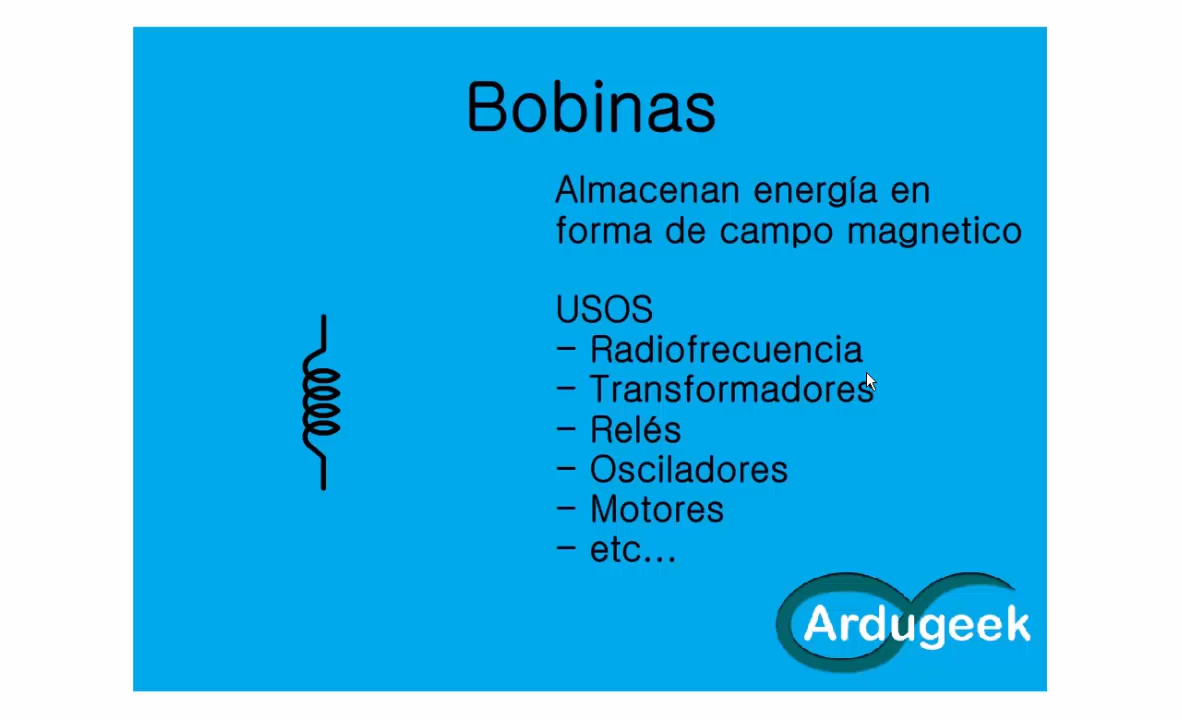 Bobinas
Almacenan energía en
forma de campo magnetico
USOS
- Radiofrecuencia
- Transformadores
- Relés
- Osciladores
- Motores
- etc...
Ardugeek